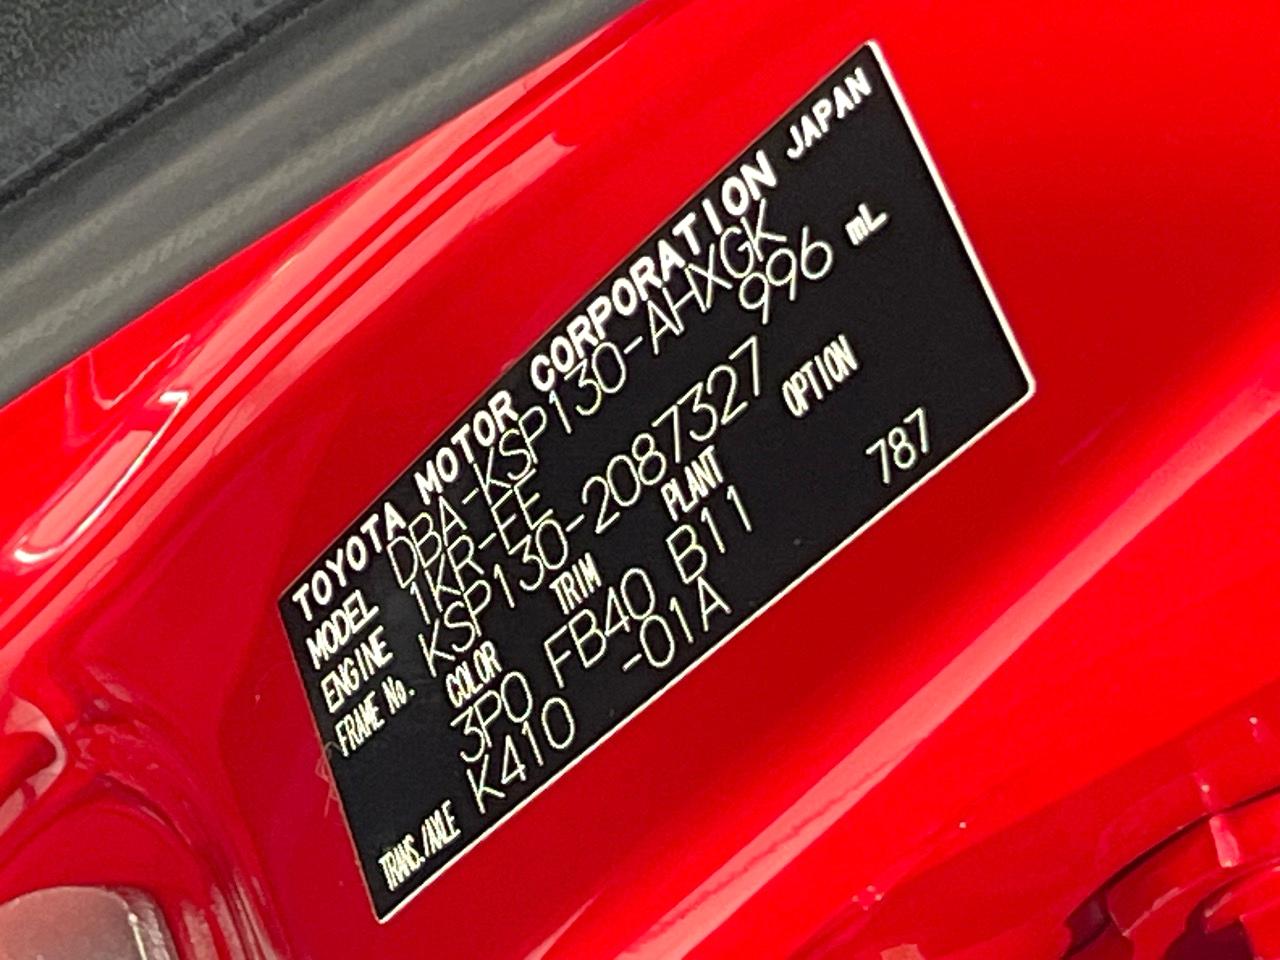 TOYOTA MOTOR CORPORATION JAPAN
MODEL DBA-KSP130-AHXGK
ENGINE 1KR-FE 996 mL
FRAME No. KSP130-2087327
COLOR TRIM PLANT OPTION
3P0 FB40 B11 787
TRANS./AXLE K410 -01A